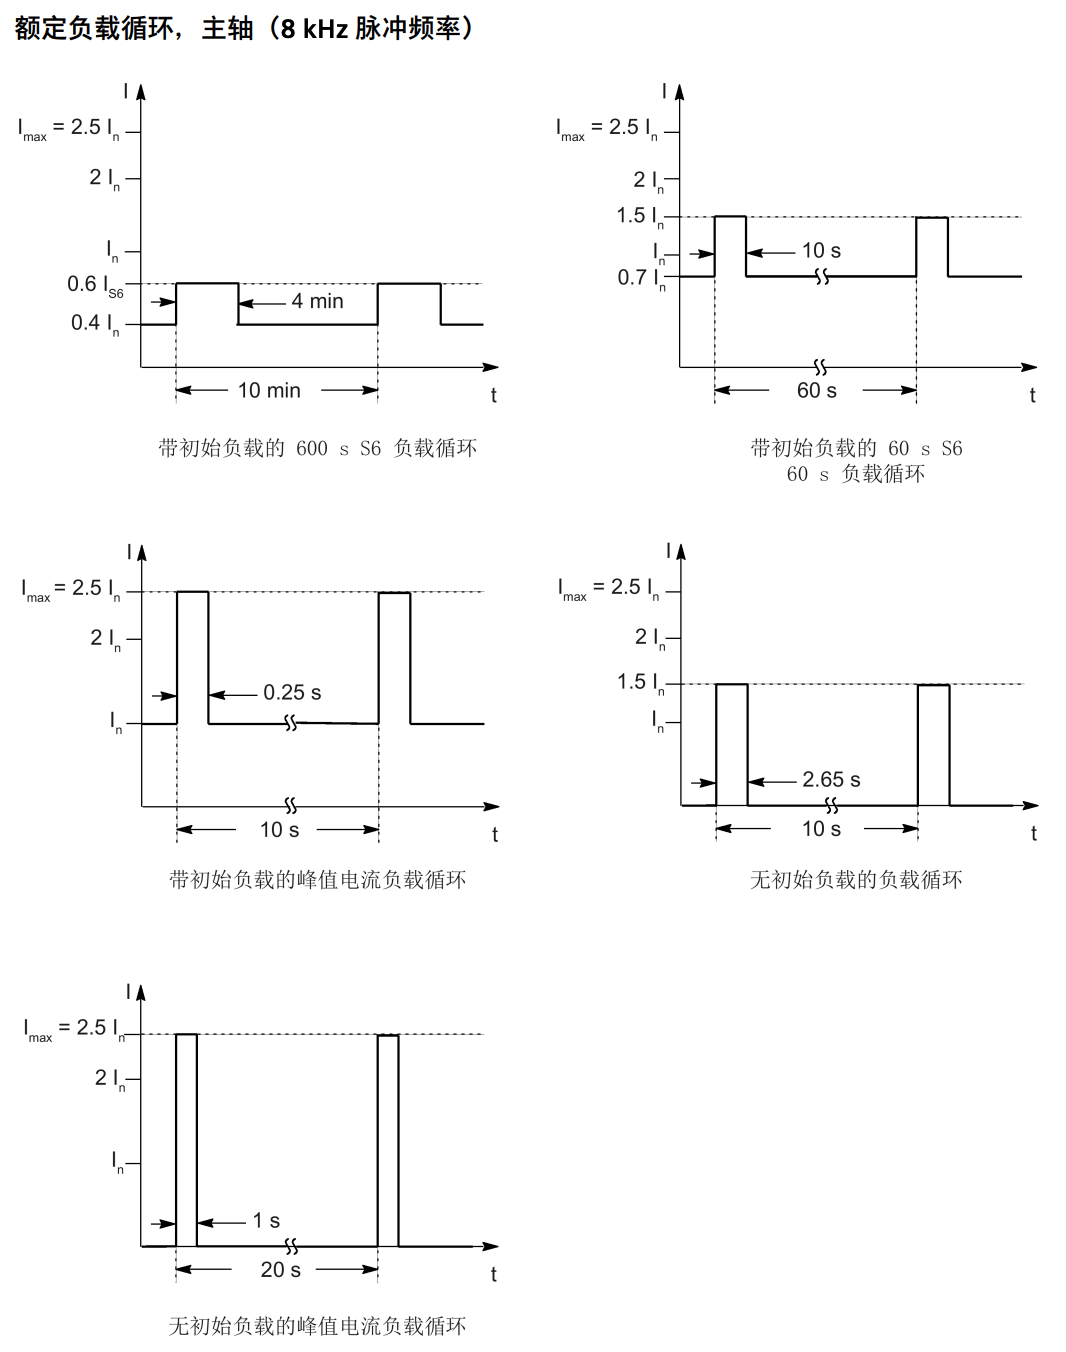 额定负载循环，主轴（8 kHz 脉冲频率）
I
Imax = 2.5 In
2 In
In
0.6 IS6
4 min
0.4 In
10 min
t
带初始负载的 600 s S6 负载循环
I
Imax = 2.5 In
2 In
1.5 In
In
10 s
0.7 In
60 s
t
带初始负载的 60 s S6
60 s 负载循环
I
Imax = 2.5 In
2 In
0.25 s
In
10 s
t
带初始负载的峰值电流负载循环
I
Imax = 2.5 In
2 In
1.5 In
In
2.65 s
10 s
t
无初始负载的负载循环
I
Imax = 2.5 In
2 In
In
1 s
20 s
t
无初始负载的峰值电流负载循环